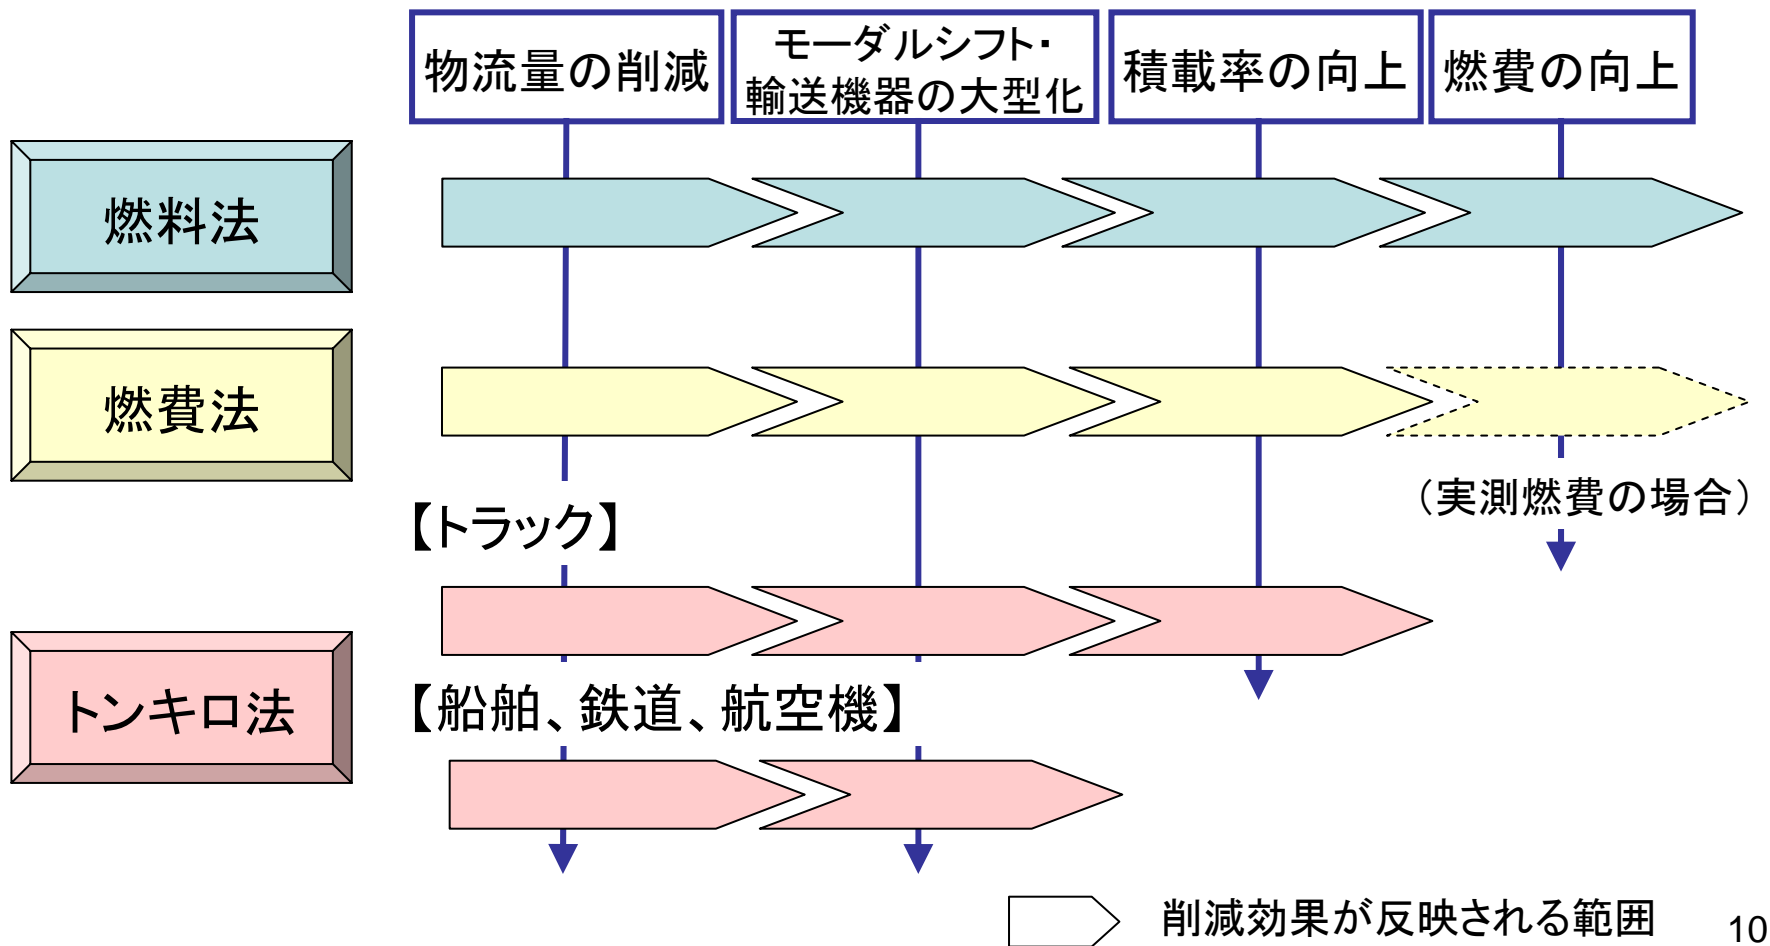 物流量の削減
モーダルシフト・
輸送機器の大型化
積載率の向上
燃費の向上
燃料法
燃費法
（実測燃費の場合）
【トラック】
トンキロ法
【船舶、鉄道、航空機】
削減効果が反映される範囲
10